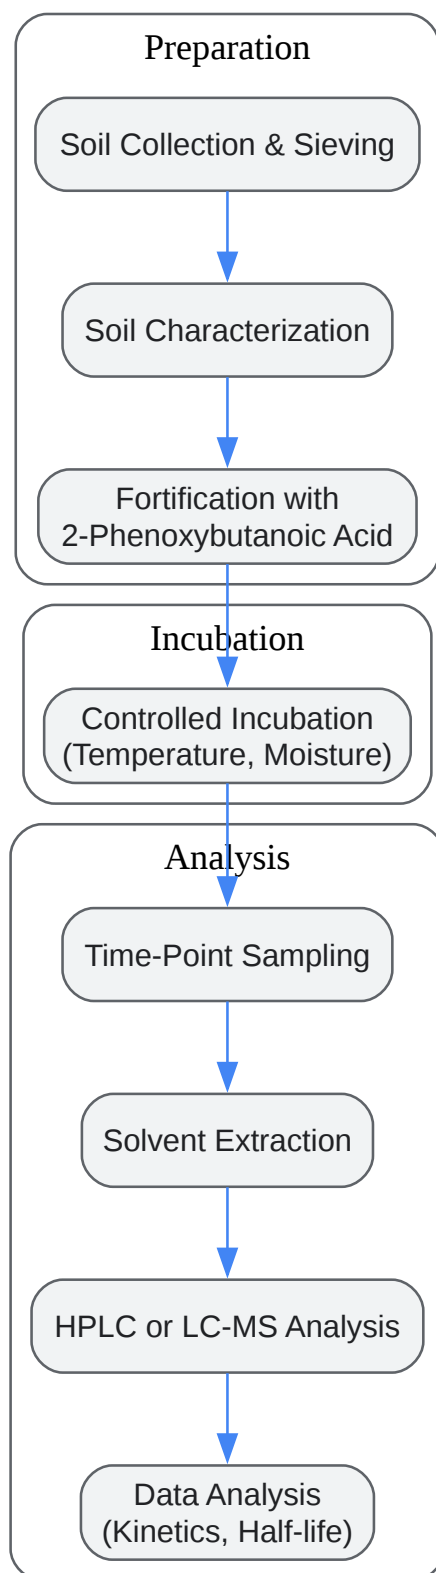 Preparation
Soil Collection & Sieving
Soil Characterization
Fortification with
2-Phenoxybutanoic Acid
Incubation
Controlled Incubation
(Temperature, Moisture)
Analysis
Time-Point Sampling
Solvent Extraction
HPLC or LC-MS Analysis
Data Analysis
(Kinetics, Half-life)